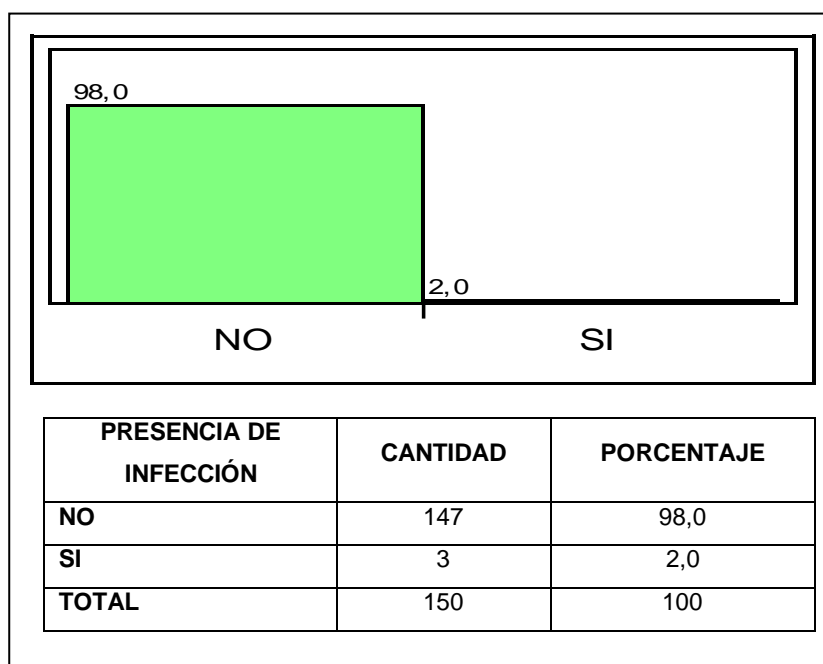 98,0
2,0
NO SI
PRESENCIA DE INFECCIÓN CANTIDAD PORCENTAJE
NO 147 98,0
SI 3 2,0
TOTAL 150 100